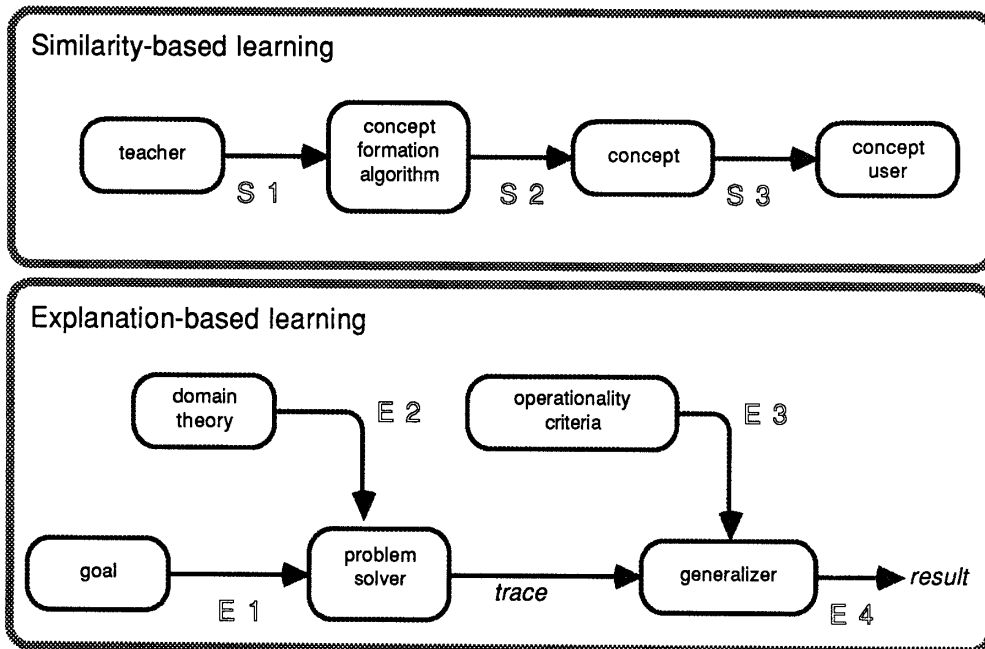 Similarity-based learning
teacher
concept
formation
algorithm
concept
concept
user
S 1
S 2
S 3
Explanation-based learning
domain
theory
E 2
operationality
criteria
E 3
goal
E 1
problem
solver
trace
generalizer
E 4
result